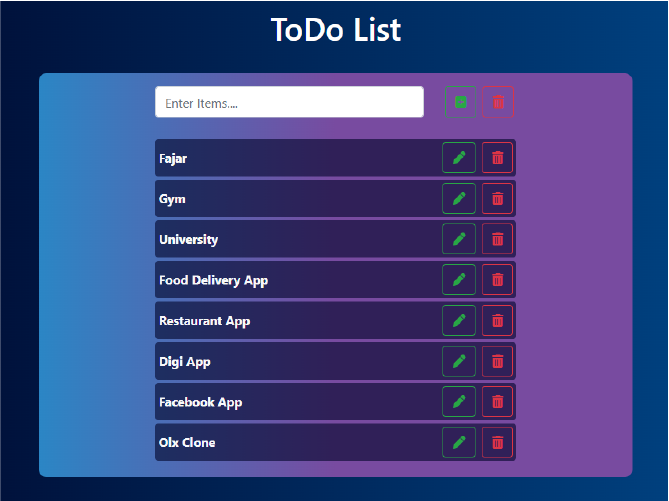 ToDo List
Enter Items....
Fajar
Gym
University
Food Delivery App
Restaurant App
Digi App
Facebook App
Olx Clone